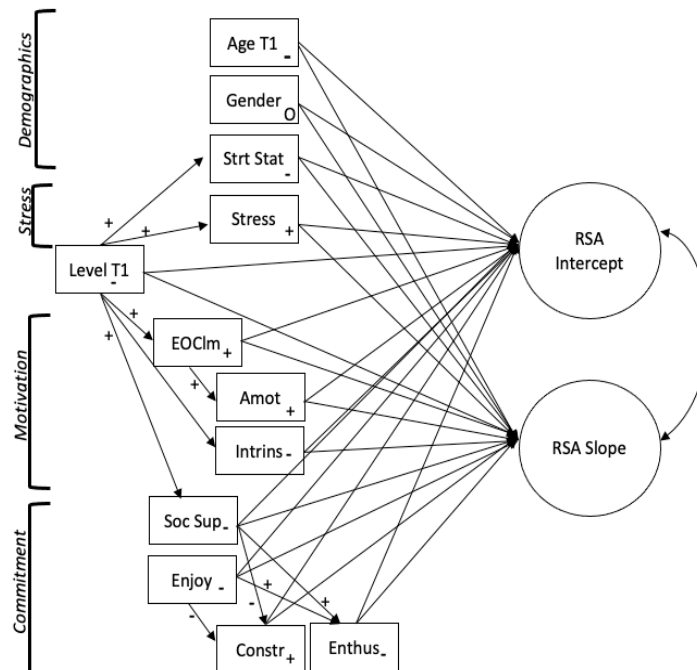 Demographics
Age T1
-
Gender
O
Strt Stat
-
Stress
+
+
Stress
+
Level T1
-
RSA
Intercept
Motivation
+
+
EOClm
+
+
Amot
+
Intrins-
RSA Slope
Commitment
Soc Sup
-
Enjoy -
+
-
+
-
Constr
+
Enthus-